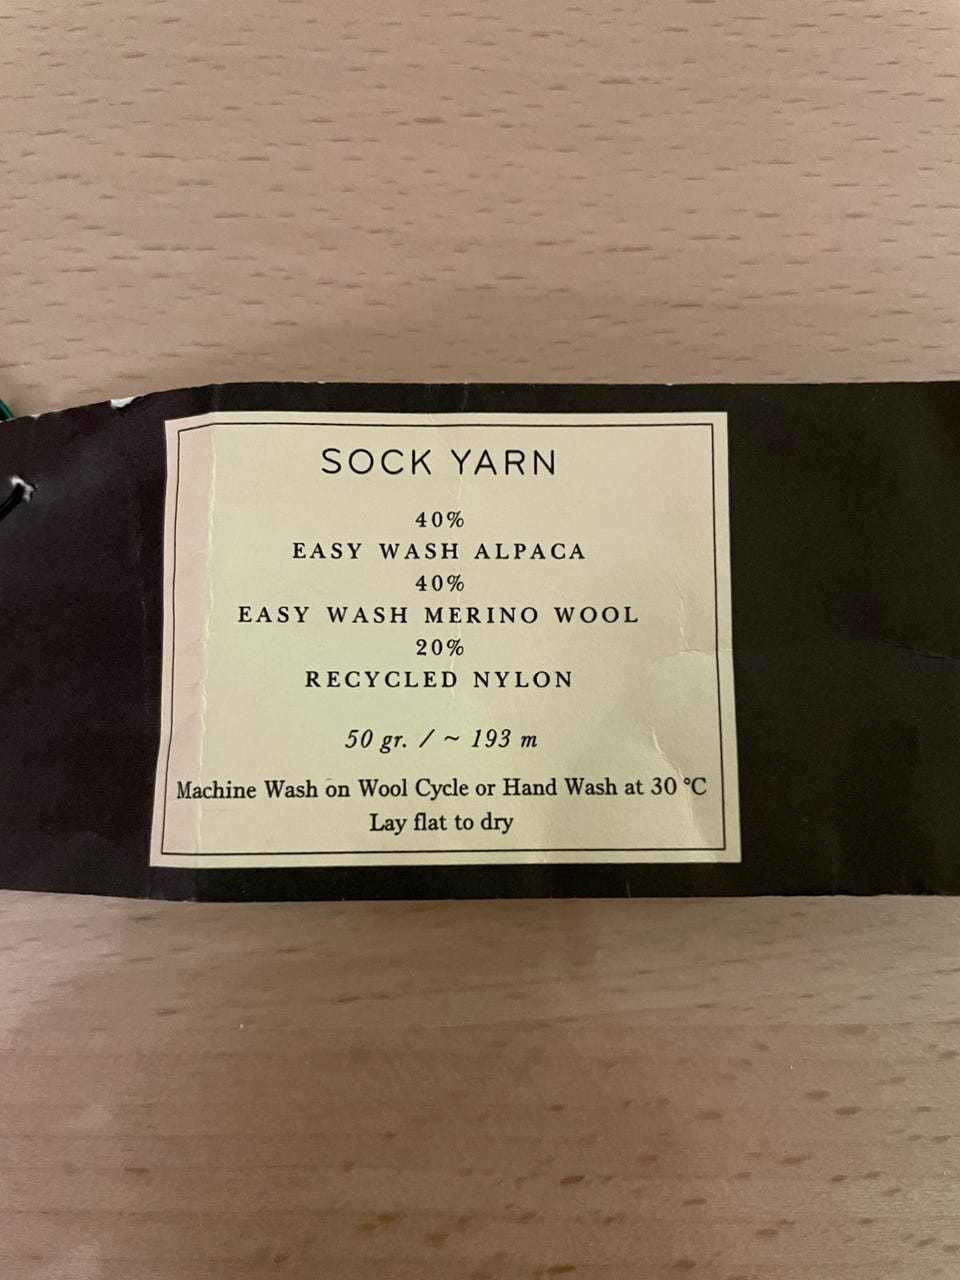 SOCK YARN
40%
EASY WASH ALPACA
40%
EASY WASH MERINO WOOL
20%
RECYCLED NYLON
50 gr. / ~ 193 m
Machine Wash on Wool Cycle or Hand Wash at 30 °C
Lay flat to dry